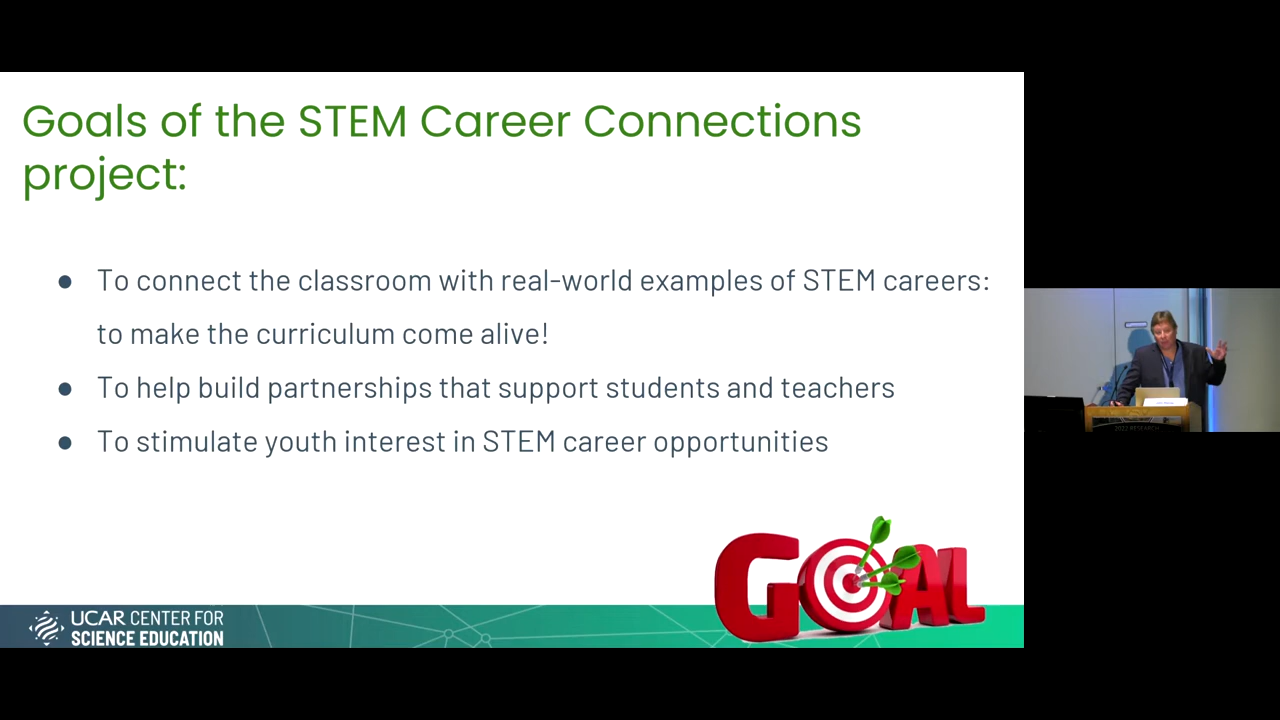 Goals of the STEM Career Connections
project:
● To connect the classroom with real-world examples of STEM careers:
to make the curriculum come alive!
● To help build partnerships that support students and teachers
● To stimulate youth interest in STEM career opportunities
GOAL
UCAR CENTER FOR
SCIENCE EDUCATION
2022 RESEARCH